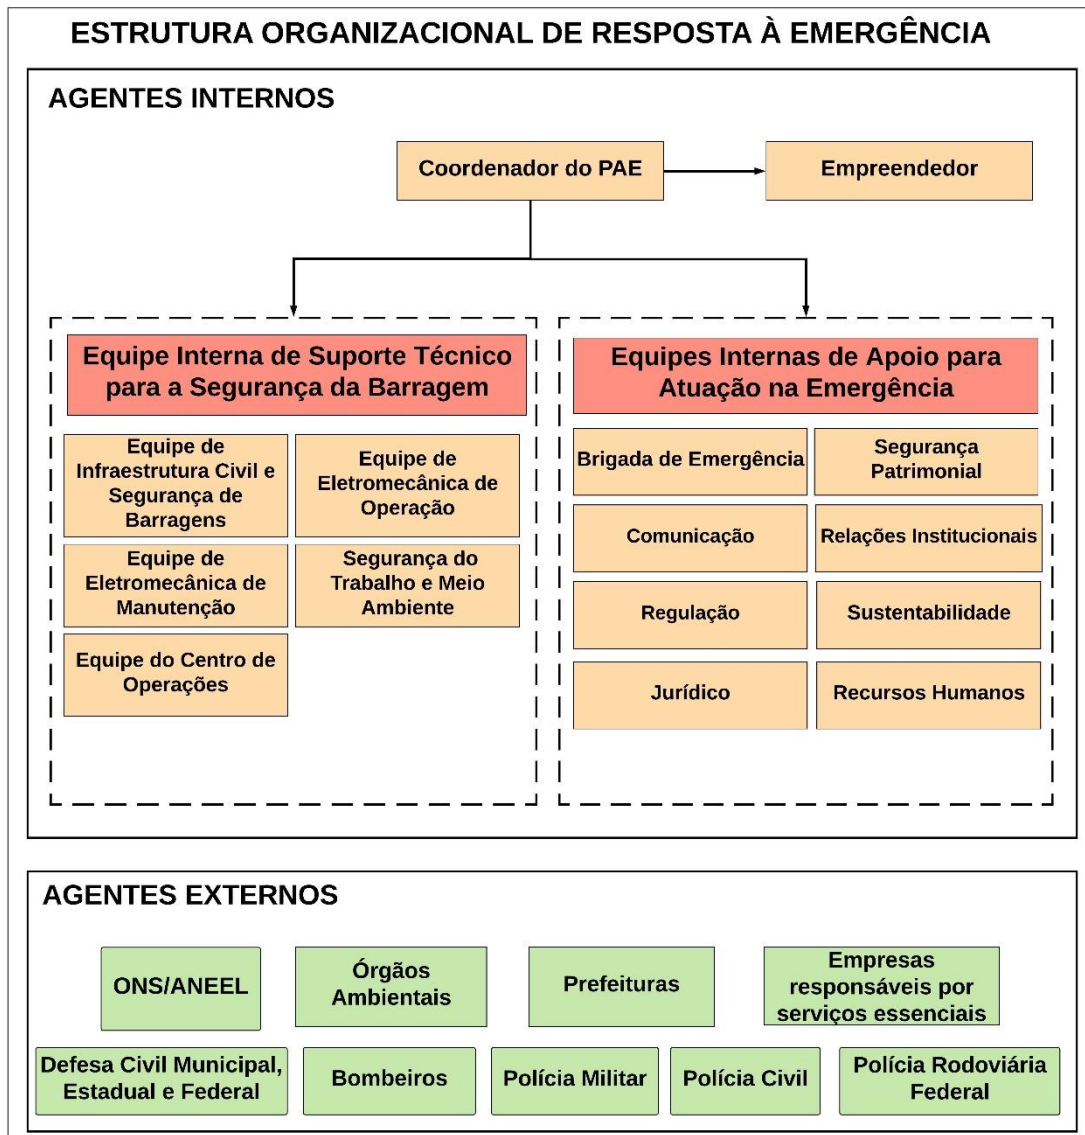 ESTRUTURA ORGANIZACIONAL DE RESPOSTA À EMERGÊNCIA
AGENTES INTERNOS
Coordenador do PAE
Empreendedor
Equipe Interna de Suporte Técnico
para a Segurança da Barragem
Equipe de
Infraestrutura Civil e
Segurança de
Barragens
Equipe de
Eletromecânica de
Operação
Equipe de
Eletromecânica de
Manutenção
Segurança do
Trabalho e Meio
Ambiente
Equipe do Centro de
Operações
Equipes Internas de Apoio para
Atuação na Emergência
Brigada de Emergência
Segurança
Patrimonial
Comunicação
Relações Institucionais
Regulação
Sustentabilidade
Jurídico
Recursos Humanos
AGENTES EXTERNOS
ONS/ANEEL
Órgãos
Ambientais
Prefeituras
Empresas
responsáveis por
serviços essenciais
Defesa Civil Municipal,
Estadual e Federal
Bombeiros
Polícia Militar
Polícia Civil
Polícia Rodoviária
Federal